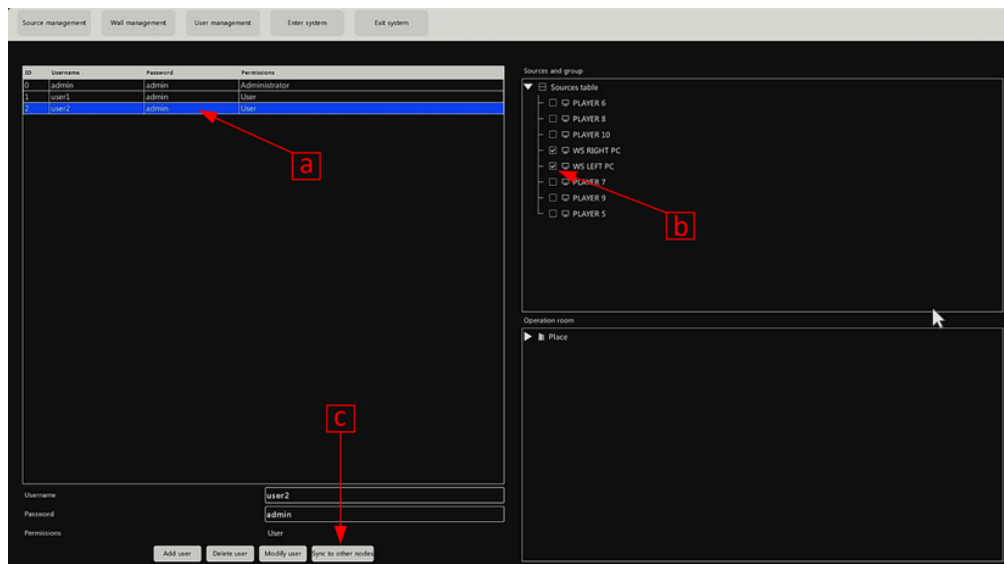 Source management Wall management User management Enter system Exit system
ID Username Password Permissions
0 admin admin Administrator
1 user1 admin User
2 user2 admin User
a
c
Username user2
Password admin
Permissions User
Add user Delete user Modify user Sync to other nodes
Sources and group
Sources table
PLAYER 6
PLAYER 8
PLAYER 10
WS RIGHT PC
WS LEFT PC
PLAYER 7
PLAYER 9
PLAYER 5
b
Operation room
Place